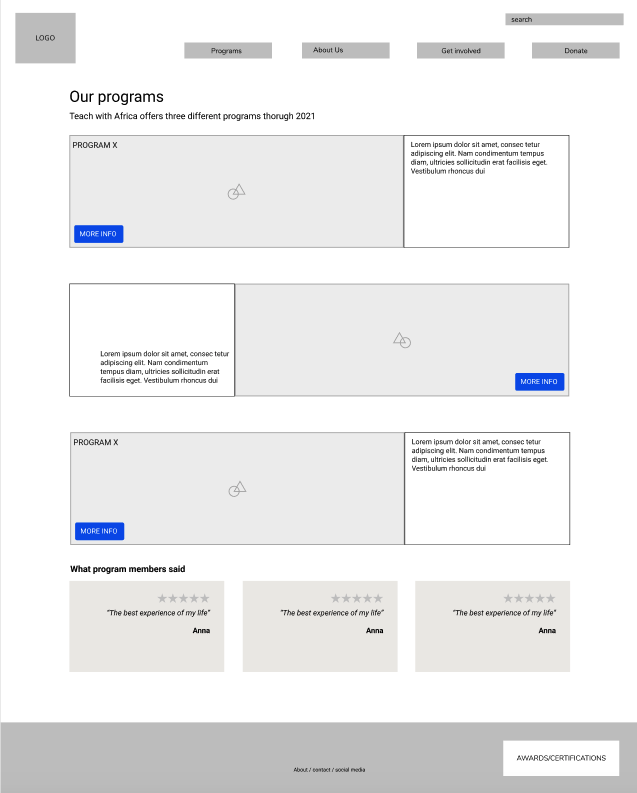 LOGO
search
Programs
About Us
Get involved
Donate
Our programs
Teach with Africa offers three different programs thorugh 2021
PROGRAM X
MORE INFO
Lorem ipsum dolor sit amet, consec tetur
adipiscing elit. Nam condimentum tempus
diam, ultricies sollicitudin erat facilisis eget.
Vestibulum rhoncus dui
Lorem ipsum dolor sit amet, consec tetur
adipiscing elit. Nam condimentum
tempus diam, ultricies sollicitudin erat
facilisis eget. Vestibulum rhoncus dui
MORE INFO
PROGRAM X
MORE INFO
Lorem ipsum dolor sit amet, consec tetur
adipiscing elit. Nam condimentum tempus
diam, ultricies sollicitudin erat facilisis eget.
Vestibulum rhoncus dui
What program members said
"The best experience of my life"
Anna
"The best experience of my life"
Anna
"The best experience of my life"
Anna
About / contact / social media
AWARDS/CERTIFICATIONS